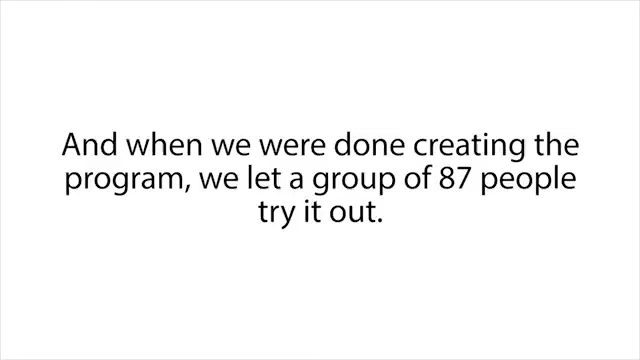 And when we were done creating the
program, we let a group of 87 people
try it out.